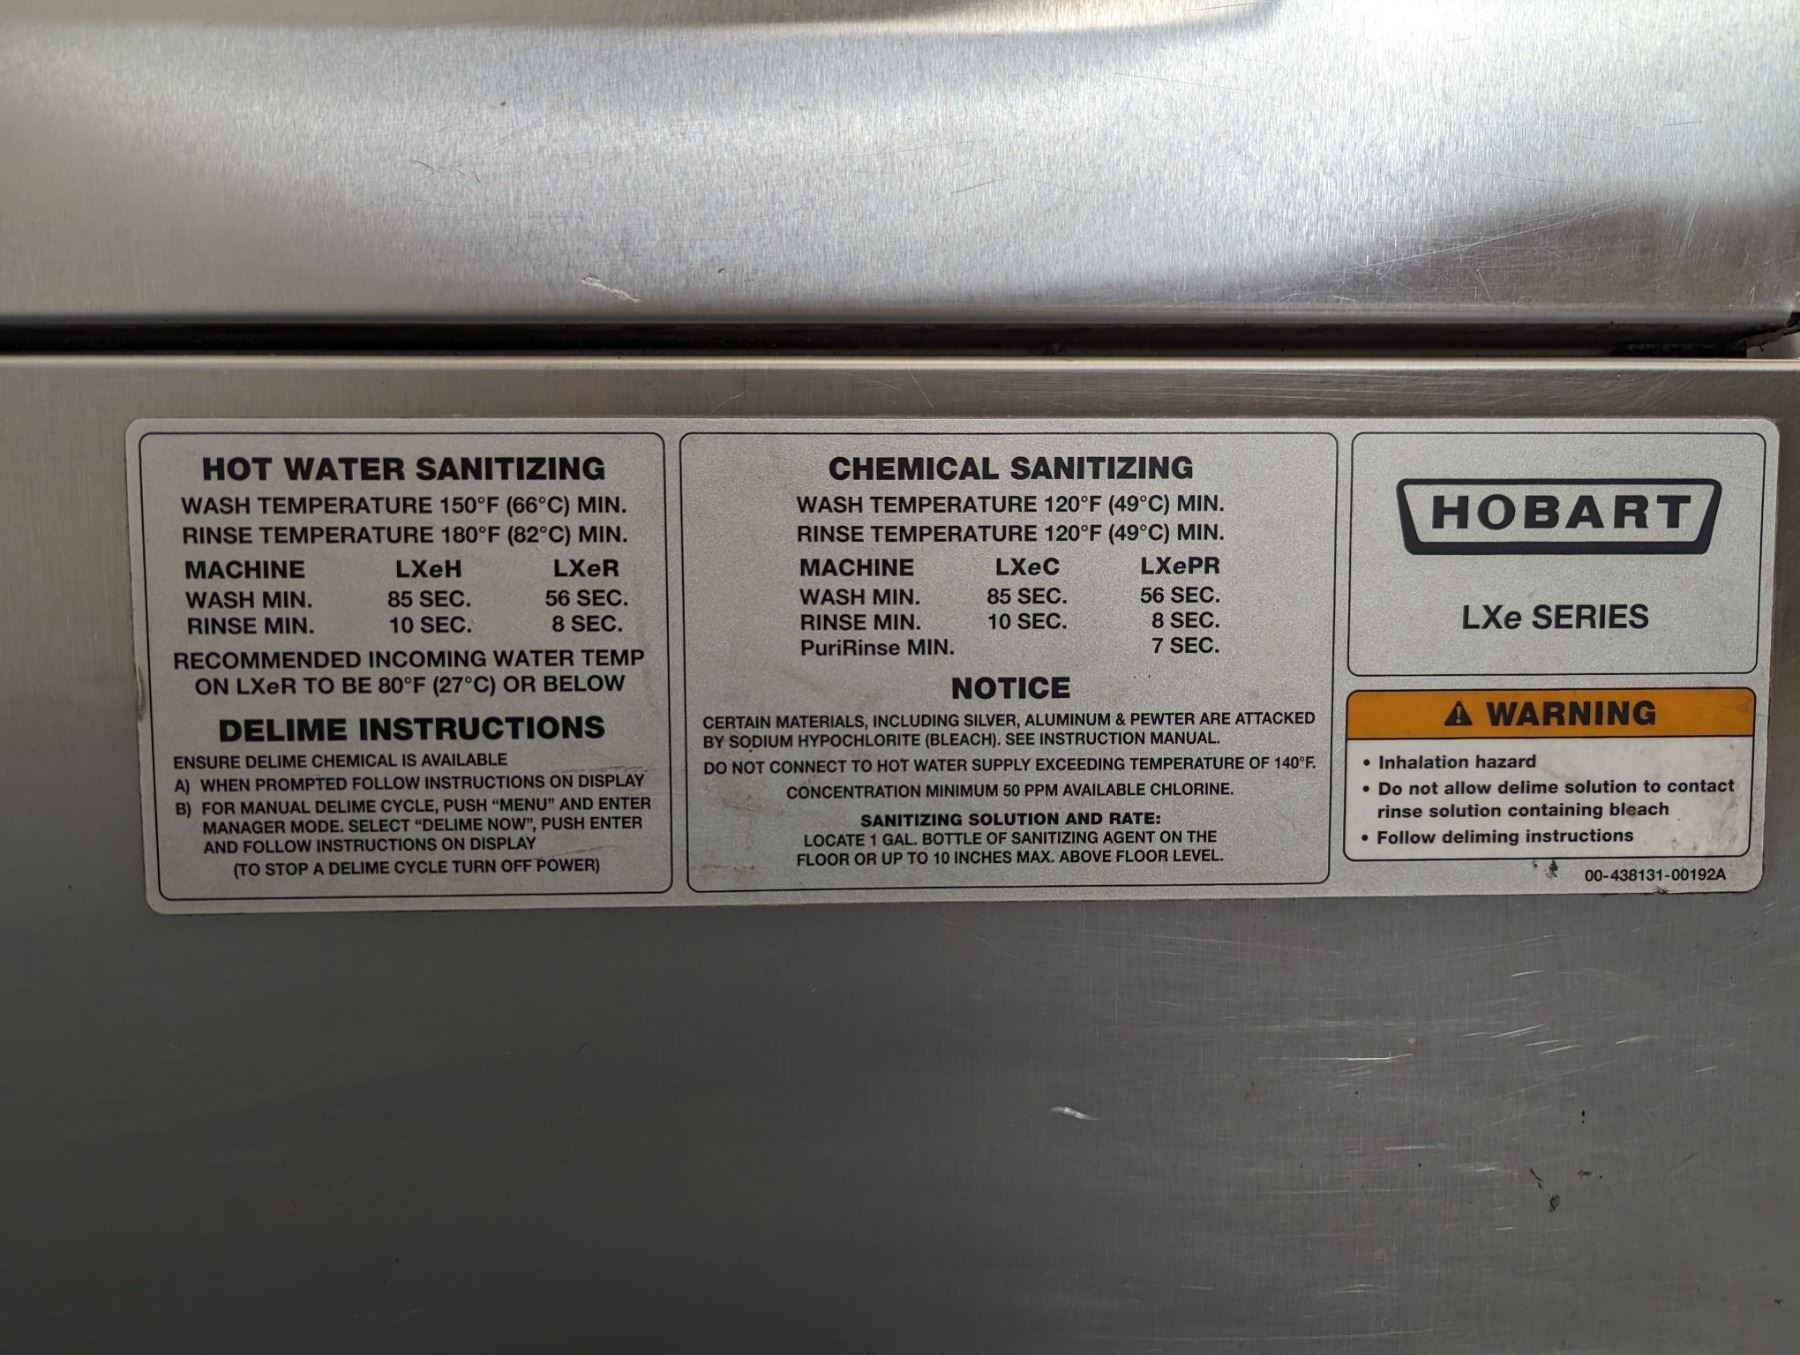 HOT WATER SANITIZING
WASH TEMPERATURE 150°F (66°C) MIN.
RINSE TEMPERATURE 180°F (82°C) MIN.
MACHINE LXeH LXeR
WASH MIN. 85 SEC. 56 SEC.
RINSE MIN. 10 SEC. 8 SEC.
RECOMMENDED INCOMING WATER TEMP
ON LXeR TO BE 80°F (27°C) OR BELOW
DELIME INSTRUCTIONS
ENSURE DELIME CHEMICAL IS AVAILABLE
A) WHEN PROMPTED FOLLOW INSTRUCTIONS ON DISPLAY
B) FOR MANUAL DELIME CYCLE, PUSH “MENU” AND ENTER
MANAGER MODE. SELECT “DELIME NOW”, PUSH ENTER
AND FOLLOW INSTRUCTIONS ON DISPLAY
(TO STOP A DELIME CYCLE TURN OFF POWER)
CHEMICAL SANITIZING
WASH TEMPERATURE 120°F (49°C) MIN.
RINSE TEMPERATURE 120°F (49°C) MIN.
MACHINE LXeC LXePR
WASH MIN. 85 SEC. 56 SEC.
RINSE MIN. 10 SEC. 8 SEC.
PuriRinse MIN. 7 SEC.
NOTICE
CERTAIN MATERIALS, INCLUDING SILVER, ALUMINUM & PEWTER ARE ATTACKED
BY SODIUM HYPOCHLORITE (BLEACH). SEE INSTRUCTION MANUAL.
DO NOT CONNECT TO HOT WATER SUPPLY EXCEEDING TEMPERATURE OF 140°F.
CONCENTRATION MINIMUM 50 PPM AVAILABLE CHLORINE.
SANITIZING SOLUTION AND RATE:
LOCATE 1 GAL. BOTTLE OF SANITIZING AGENT ON THE
FLOOR OR UP TO 10 INCHES MAX. ABOVE FLOOR LEVEL.
HOBART
LXe SERIES
WARNING
• Inhalation hazard
• Do not allow delime solution to contact
rinse solution containing bleach
• Follow deliming instructions
00-438131-00192A